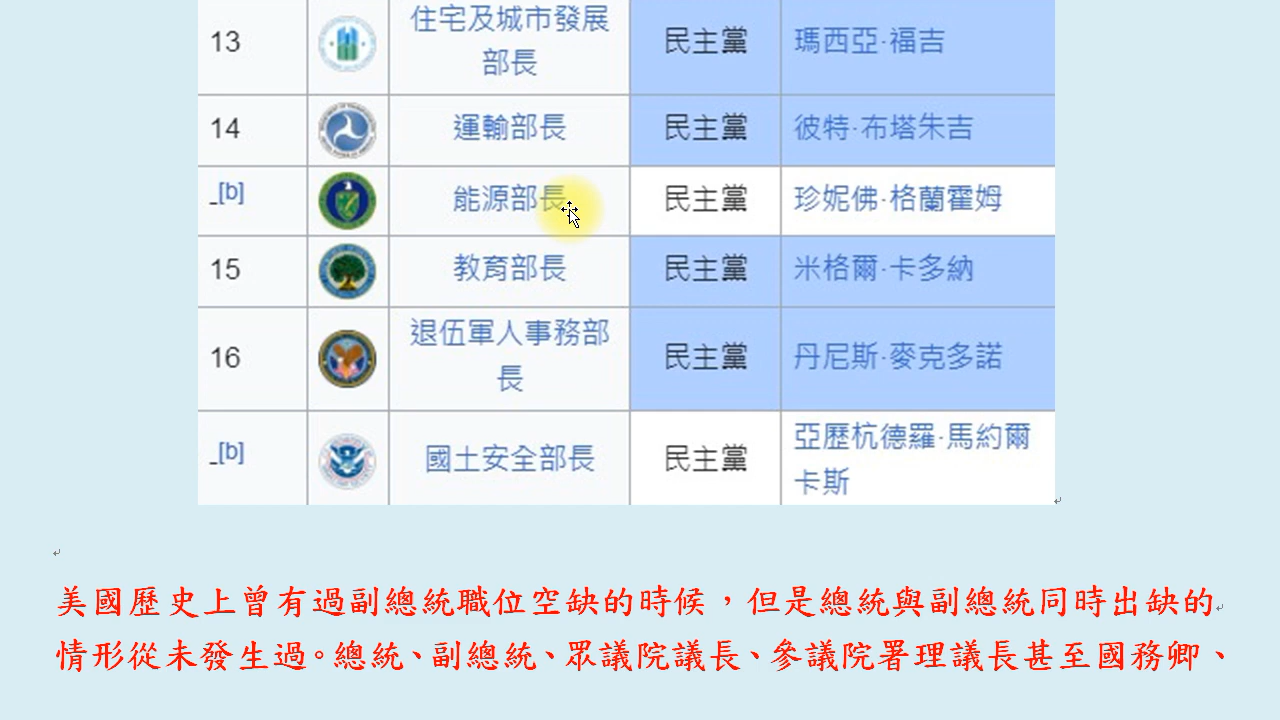 13 住宅及城市發展 民主黨 瑪西亞·福吉
部長
14 運輸部長 民主黨 彼特·布塔朱吉
_[b] 能源部長 民主黨 珍妮佛·格蘭霍姆
15 教育部長 民主黨 米格爾·卡多納
16 退伍軍人事務部 民主黨 丹尼斯·麥克多諾
長
_[b] 國土安全部長 民主黨 亞歷杭德羅·馬約爾
卡斯
美國歷史上曾有過副總統職位空缺的時候，但是總統與副總統同時出缺的
情形從未發生過。總統、副總統、眾議院議長、參議院署理議長甚至國務卿、